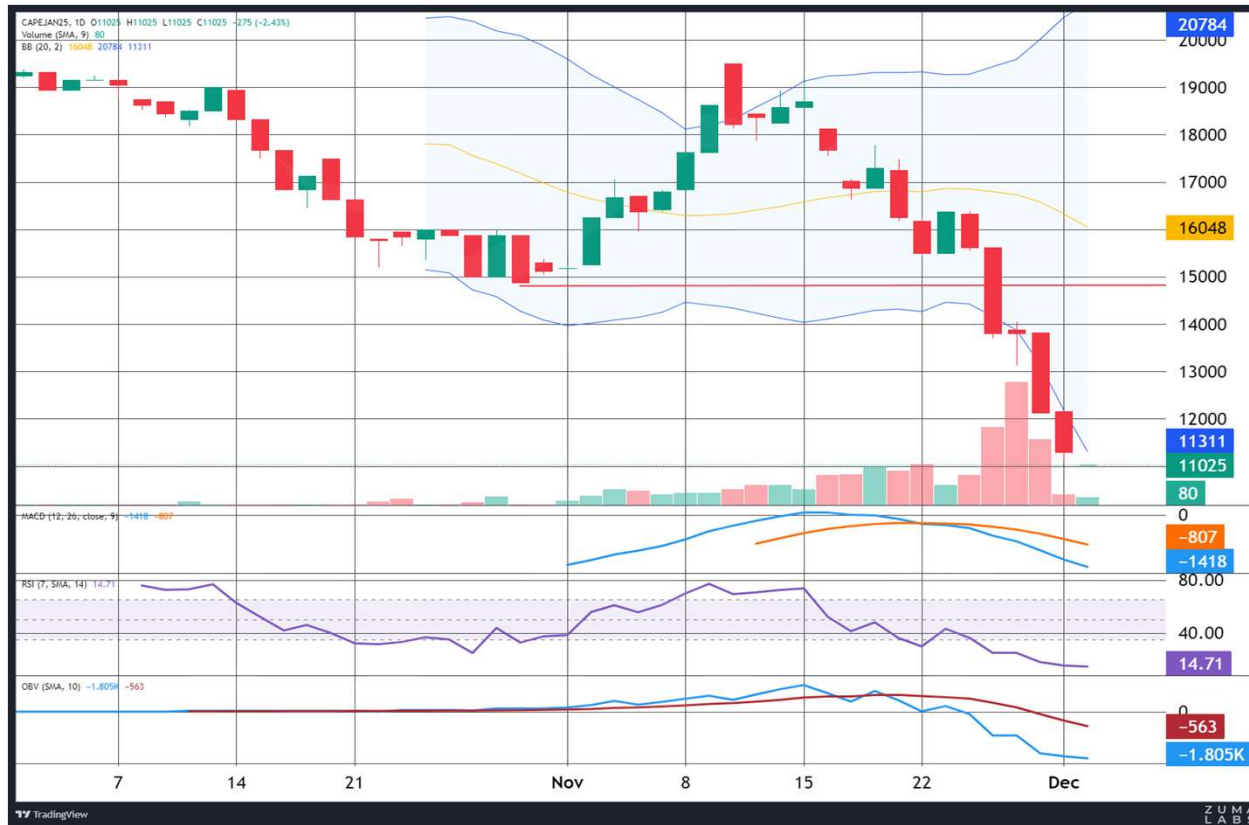 CAPEJAN25, 1D O11025 H11025 L11025 C11025 −275 (−2.43%)
Volume (SMA, 9) 80
BB (20, 2) 16048 20784 11311
20784
20000
19000
18000
17000
16048
15000
14000
13000
12000
11311
11025
80
MACD (12, 26, close, 9) −1418 −807
0
−807
−1418
RSI (7, SMA, 14) 14.71
80.00
40.00
14.71
OBV (SMA, 10) −1.805K −563
0
−563
−1.805K
7 14 21 Nov 8 15 22 Dec
TradingView
ZUMA
LABS